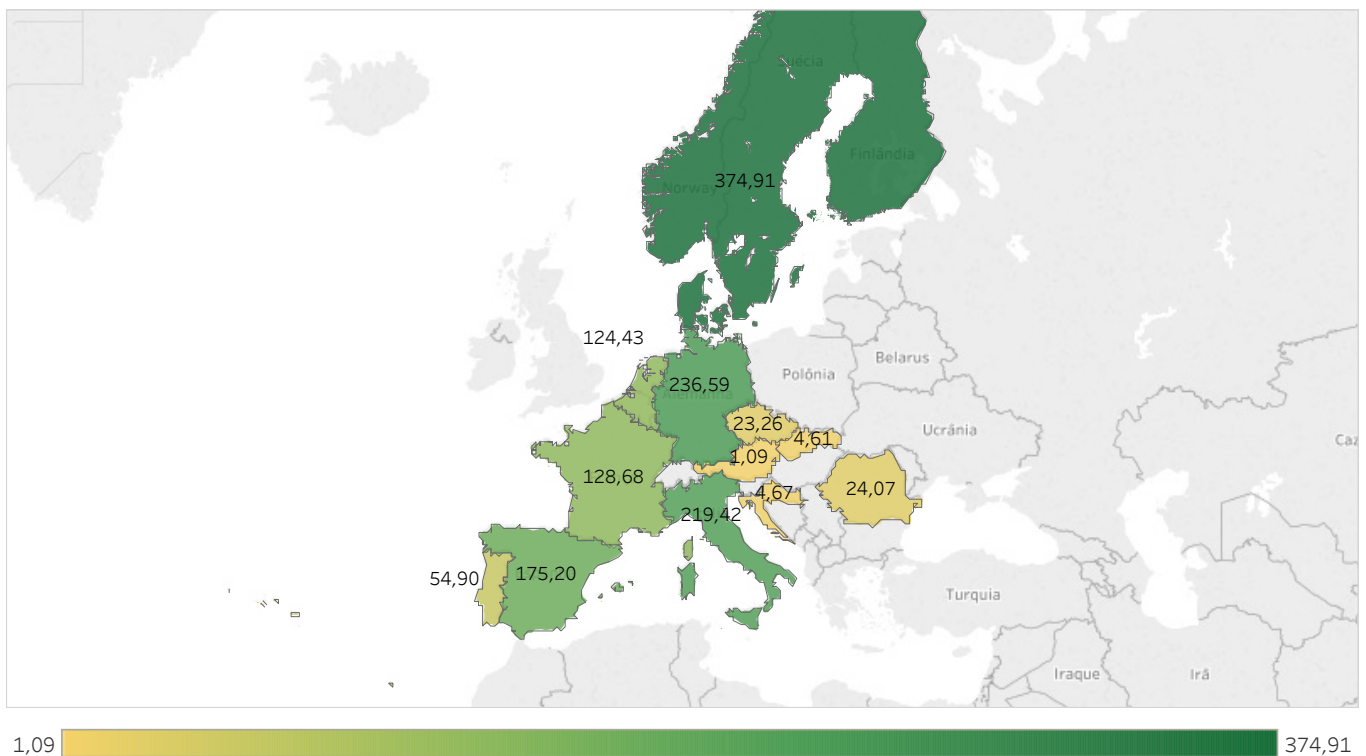 Suécia
Finlândia
Norway
374,91
124,43
Belarus
Polónia
236,59
Alemanha
23,26
Ucrânia
4,61
Caz
1,09
128,68
24,07
4,67
219,42
175,20
54,90
Turquia
Iraque
Irã
1,09
374,91